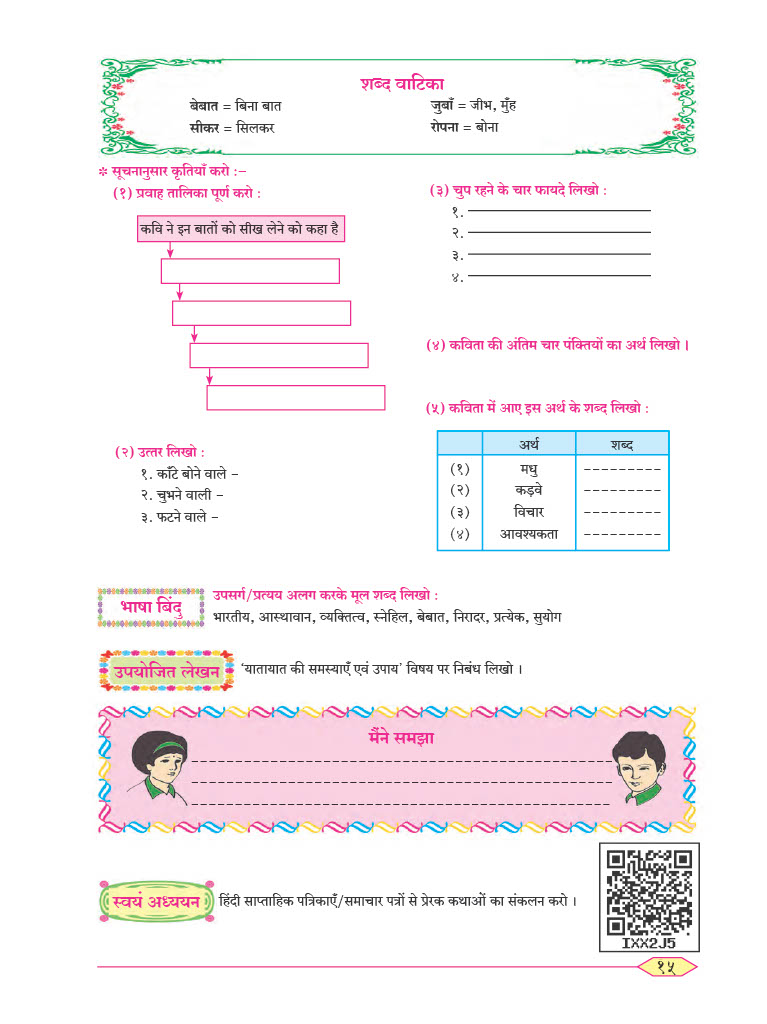 शब्द वाटिका
बेबात = बिना बात
जुबाँ = जीभ, मुँह
सीकर = सिलकर
रोपना = बोना
* सूचनानुसार कृतियाँ करो :–
(१) प्रवाह तालिका पूर्ण करो :
कवि ने इन बातों को सीख लेने को कहा है
(२) उत्तर लिखो :
१. काँटे बोने वाले –
२. चुभने वाली –
३. फटने वाले –
(३) चुप रहने के चार फायदे लिखो :
१.
२.
३.
४.
(४) कविता की अंतिम चार पंक्तियों का अर्थ लिखो ।
(५) कविता में आए इस अर्थ के शब्द लिखो :
अर्थ शब्द
(१) मधु ---------
(२) कड़वे ---------
(३) विचार ---------
(४) आवश्यकता ---------
भाषा बिंदु
उपसर्ग/प्रत्यय अलग करके मूल शब्द लिखो :
भारतीय, आस्थावान, व्यक्तित्व, स्नेहिल, बेबात, निरादर, प्रत्येक, सुयोग
उपयोजित लेखन
‘यातायात की समस्याएँ एवं उपाय’ विषय पर निबंध लिखो ।
मैंने समझा
स्वयं अध्ययन
हिंदी साप्ताहिक पत्रिकाएँ/समाचार पत्रों से प्रेरक कथाओं का संकलन करो ।
IXX2J5
१५